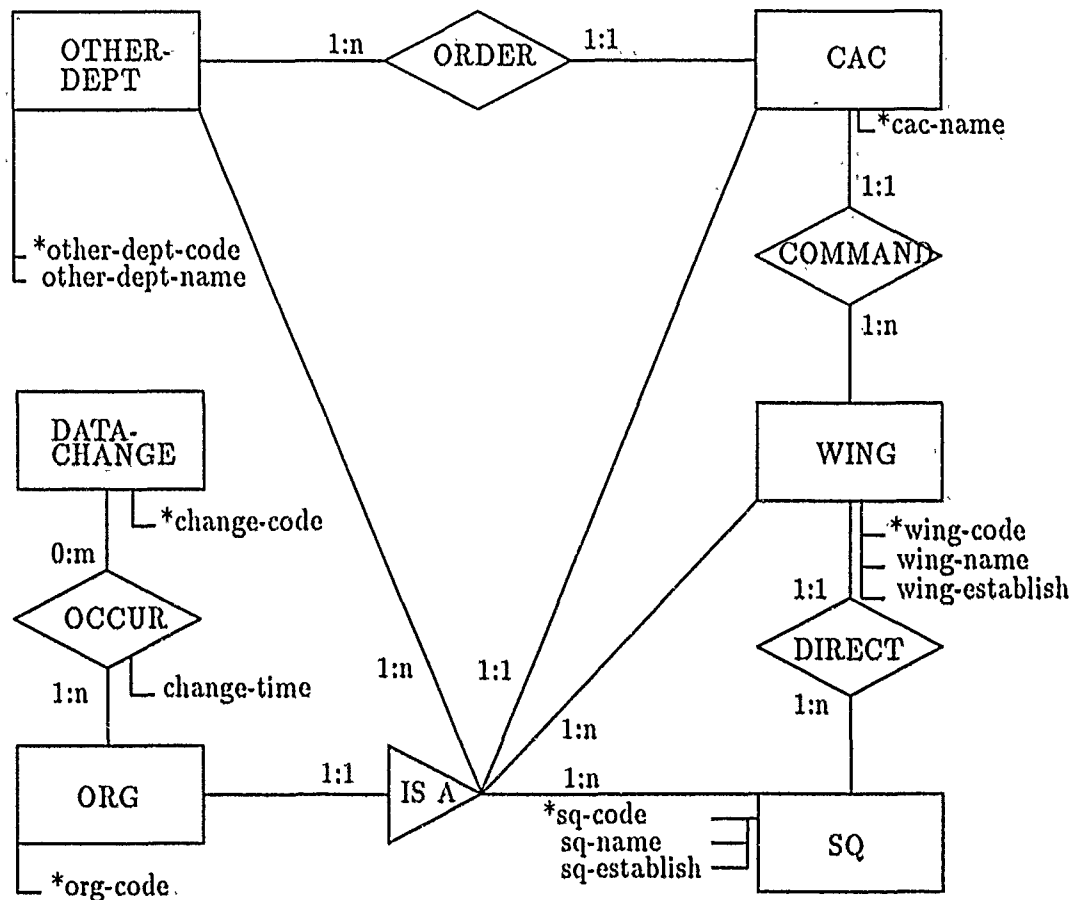 OTHER-
DEPT
1:n
ORDER
1:1
CAC
*cac-name
1:1
COMMAND
1:n
*other-dept-code
other-dept-name
DATA-
CHANGE
*change-code
0:m
OCCUR
change-time
1:n
WING
*wing-code
wing-name
wing-establish
1:1
DIRECT
1:n
1:n
1:1
1:n
1:n
ORG
1:1
IS A
*org-code
*sq-code
sq-name
sq-establish
SQ